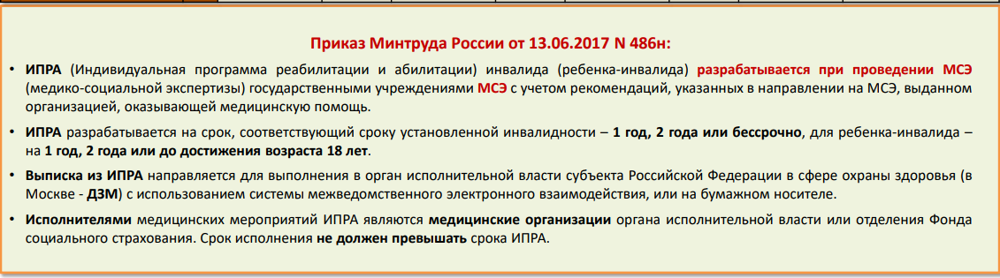 Приказ Минтруда России от 13.06.2017 N 486н:
• ИПРА (Индивидуальная программа реабилитации и абилитации) инвалида (ребенка-инвалида) разрабатывается при проведении МСЭ
(медико-социальной экспертизы) государственными учреждениями МСЭ с учетом рекомендаций, указанных в направлении на МСЭ, выданном
организацией, оказывающей медицинскую помощь.
• ИПРА разрабатывается на срок, соответствующий сроку установленной инвалидности – 1 год, 2 года или бессрочно, для ребенка-инвалида –
на 1 год, 2 года или до достижения возраста 18 лет.
• Выписка из ИПРА направляется для выполнения в орган исполнительной власти субъекта Российской Федерации в сфере охраны здоровья (в
Москве - ДЗМ) с использованием системы межведомственного электронного взаимодействия, или на бумажном носителе.
• Исполнителями медицинских мероприятий ИПРА являются медицинские организации органа исполнительной власти или отделения Фонда
социального страхования. Срок исполнения не должен превышать срока ИПРА.